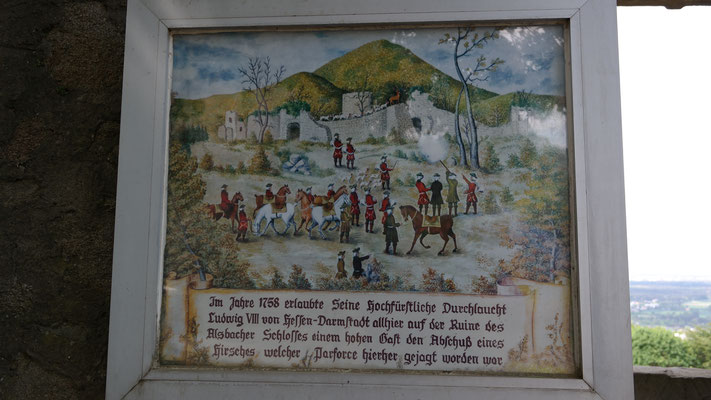 Im Jahre 1758 erlaubte Seine Hochfürstliche Durchlaucht
Ludwig VIII von Hessen-Darmstadt allhier auf der Ruine des
Alsbacher Schlosses einem hohen Gast den Abschuß eines
Hirsches welcher Parforce hierher gejagt worden war